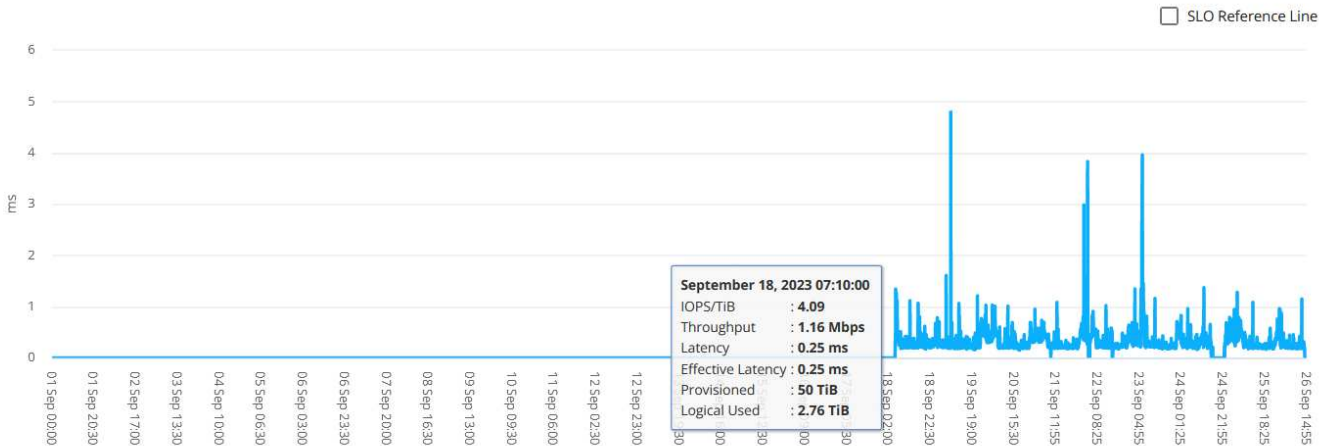 SLO Reference Line
6
5
4
3
2
1
0
ms
September 18, 2023 07:10:00
IOPS/TiB : 4.09
Throughput : 1.16 Mbps
Latency : 0.25 ms
Effective Latency : 0.25 ms
Provisioned : 50 TiB
Logical Used : 2.76 TiB
01 Sep 00:00
01 Sep 20:30
02 Sep 17:00
03 Sep 13:30
04 Sep 10:00
05 Sep 06:30
06 Sep 03:00
06 Sep 23:30
07 Sep 20:00
08 Sep 16:30
09 Sep 13:00
10 Sep 09:30
11 Sep 06:00
12 Sep 02:30
12 Sep 23:00
18 Sep 02:00
18 Sep 22:30
19 Sep 19:00
20 Sep 15:30
21 Sep 11:55
22 Sep 08:25
23 Sep 04:55
24 Sep 01:25
24 Sep 21:55
25 Sep 18:25
26 Sep 14:55